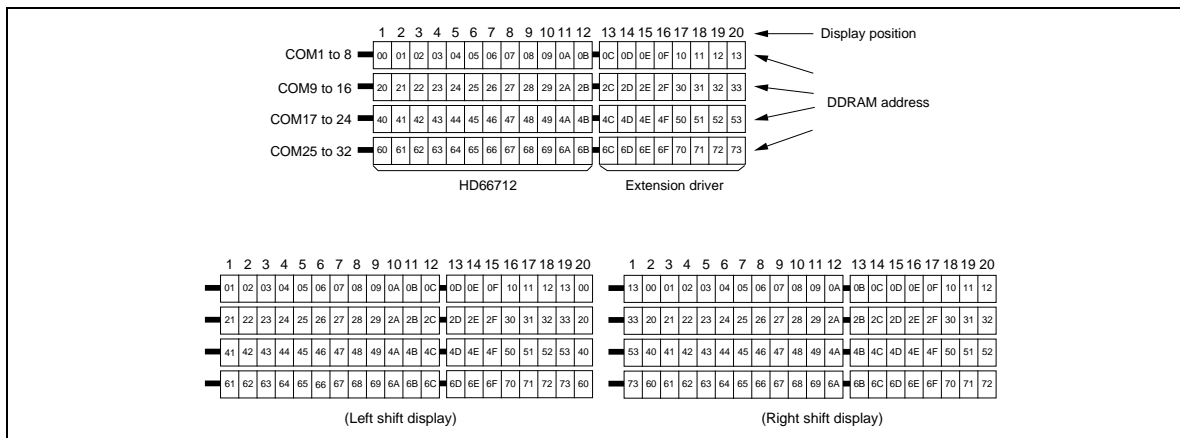 1 2 3 4 5 6 7 8 9 10 11 12 13 14 15 16 17 18 19 20 Display position
COM1 to 8 00 01 02 03 04 05 06 07 08 09 0A 0B 0C 0D 0E 0F 10 11 12 13
COM9 to 16 20 21 22 23 24 25 26 27 28 29 2A 2B 2C 2D 2E 2F 30 31 32 33
DDRAM address
COM17 to 24 40 41 42 43 44 45 46 47 48 49 4A 4B 4C 4D 4E 4F 50 51 52 53
COM25 to 32 60 61 62 63 64 65 66 67 68 69 6A 6B 6C 6D 6E 6F 70 71 72 73
HD66712 Extension driver
1 2 3 4 5 6 7 8 9 10 11 12 13 14 15 16 17 18 19 20
01 02 03 04 05 06 07 08 09 0A 0B 0C 0D 0E 0F 10 11 12 13 00
21 22 23 24 25 26 27 28 29 2A 2B 2C 2D 2E 2F 30 31 32 33 20
41 42 43 44 45 46 47 48 49 4A 4B 4C 4D 4E 4F 50 51 52 53 40
61 62 63 64 65 66 67 68 69 6A 6B 6C 6D 6E 6F 70 71 72 73 60
(Left shift display)
1 2 3 4 5 6 7 8 9 10 11 12 13 14 15 16 17 18 19 20
13 00 01 02 03 04 05 06 07 08 09 0A 0B 0C 0D 0E 0F 10 11 12
33 20 21 22 23 24 25 26 27 28 29 2A 2B 2C 2D 2E 2F 30 31 32
53 40 41 42 43 44 45 46 47 48 49 4A 4B 4C 4D 4E 4F 50 51 52
73 60 61 62 63 64 65 66 67 68 69 6A 6B 6C 6D 6E 6F 70 71 72
(Right shift display)